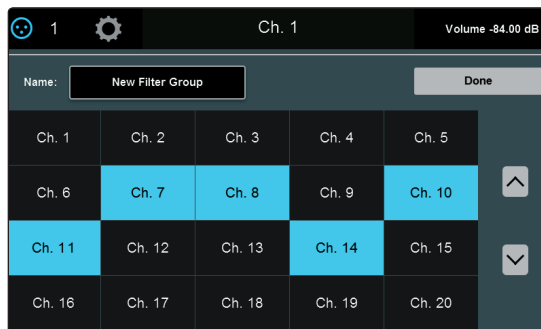 1 Ch. 1 Volume -84.00 dB
Name: New Filter Group Done
Ch. 1 Ch. 2 Ch. 3 Ch. 4 Ch. 5
Ch. 6 Ch. 7 Ch. 8 Ch. 9 Ch. 10
Ch. 11 Ch. 12 Ch. 13 Ch. 14 Ch. 15
Ch. 16 Ch. 17 Ch. 18 Ch. 19 Ch. 20